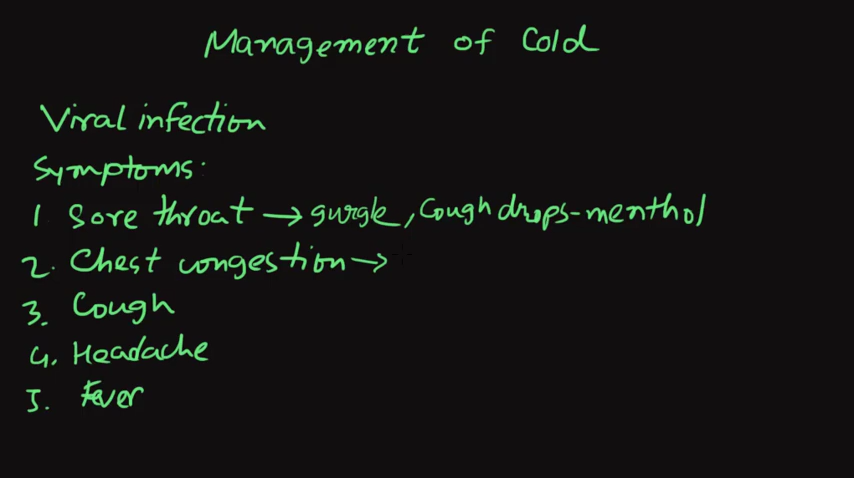 Management of Cold
Viral infection
Symptoms:
1. Sore throat → gurgle, Cough drops-menthol
2. Chest congestion →
3. Cough
4. Headache
5. Fever